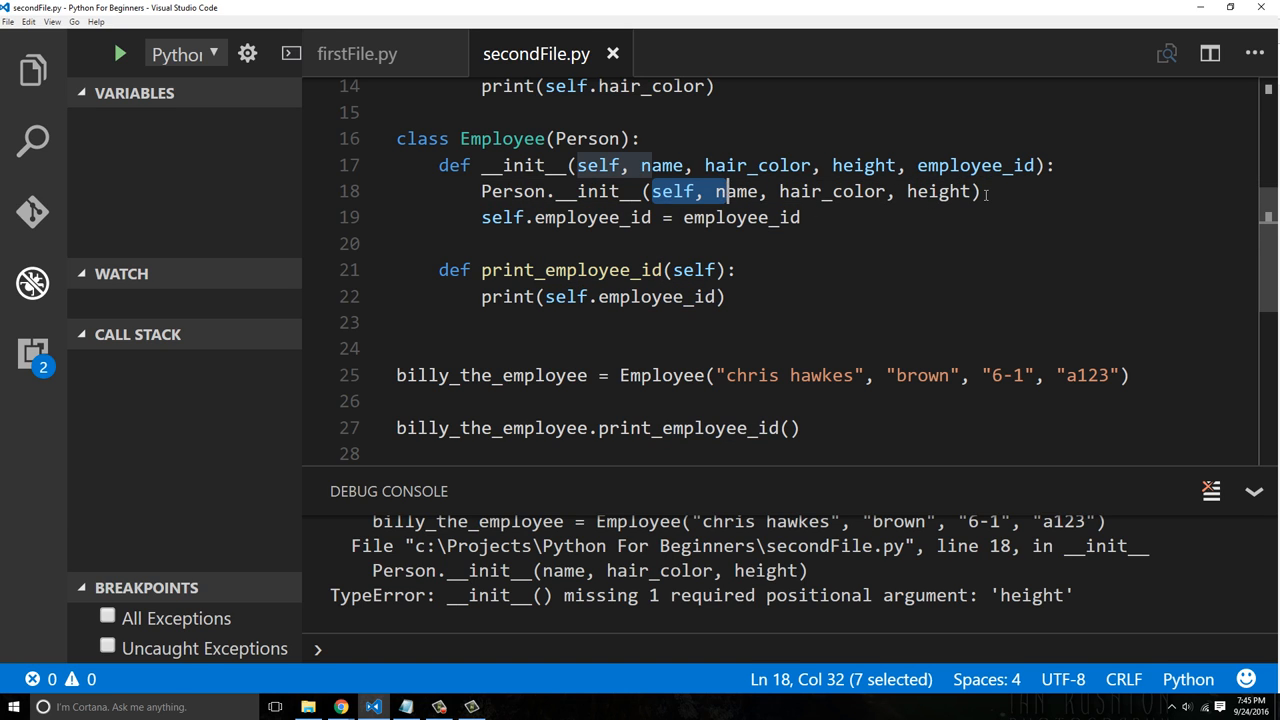 secondFile.py - Python For Beginners - Visual Studio Code
File Edit View Go Help
Pythor
firstFile.py
secondFile.py
VARIABLES
WATCH
CALL STACK
2
BREAKPOINTS
All Exceptions
Uncaught Exceptions
14 print(self.hair_color)
15
16 class Employee(Person):
17 def __init__(self, name, hair_color, height, employee_id):
18 Person.__init__(self, name, hair_color, height)
19 self.employee_id = employee_id
20
21 def print_employee_id(self):
22 print(self.employee_id)
23
24
25 billy_the_employee = Employee("chris hawkes", "brown", "6-1", "a123")
26
27 billy_the_employee.print_employee_id()
28
DEBUG CONSOLE
billy_the_employee = Employee("chris hawkes", "brown", "6-1", "a123")
File "c:\Projects\Python For Beginners\secondFile.py", line 18, in __init__
Person.__init__(name, hair_color, height)
TypeError: __init__() missing 1 required positional argument: 'height'
0 0 Ln 18, Col 32 (7 selected) Spaces: 4 UTF-8 CRLF Python
I'm Cortana. Ask me anything.
7:45 PM
9/24/2016